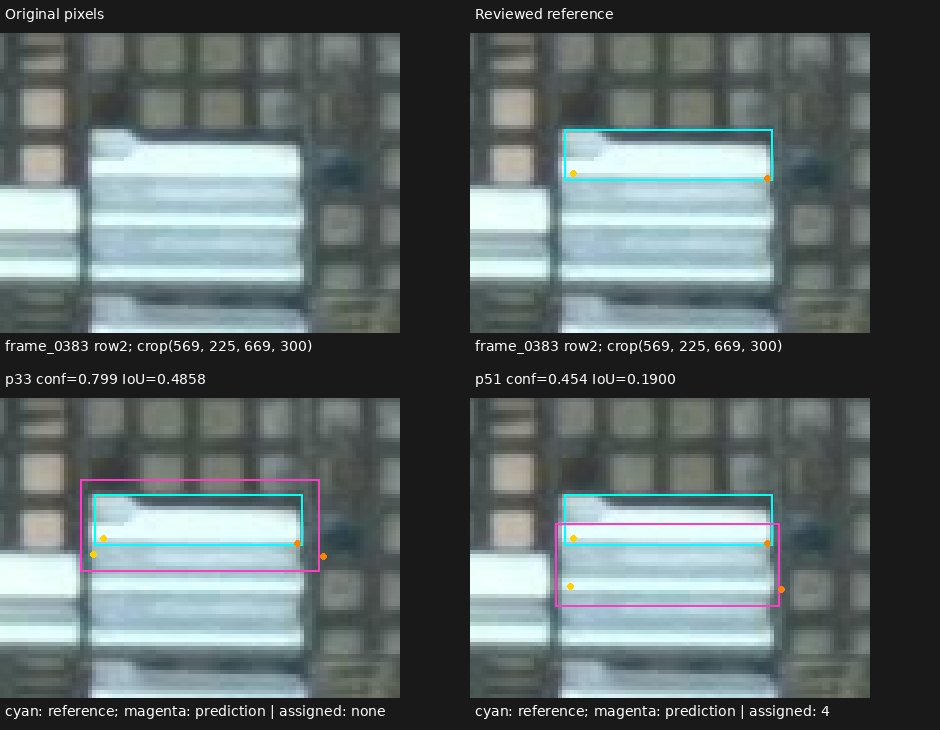 Original pixels
Reviewed reference
frame_0383 row2; crop(569, 225, 669, 300)
frame_0383 row2; crop(569, 225, 669, 300)
p33 conf=0.799 IoU=0.4858
p51 conf=0.454 IoU=0.1900
cyan: reference; magenta: prediction | assigned: none
cyan: reference; magenta: prediction | assigned: 4